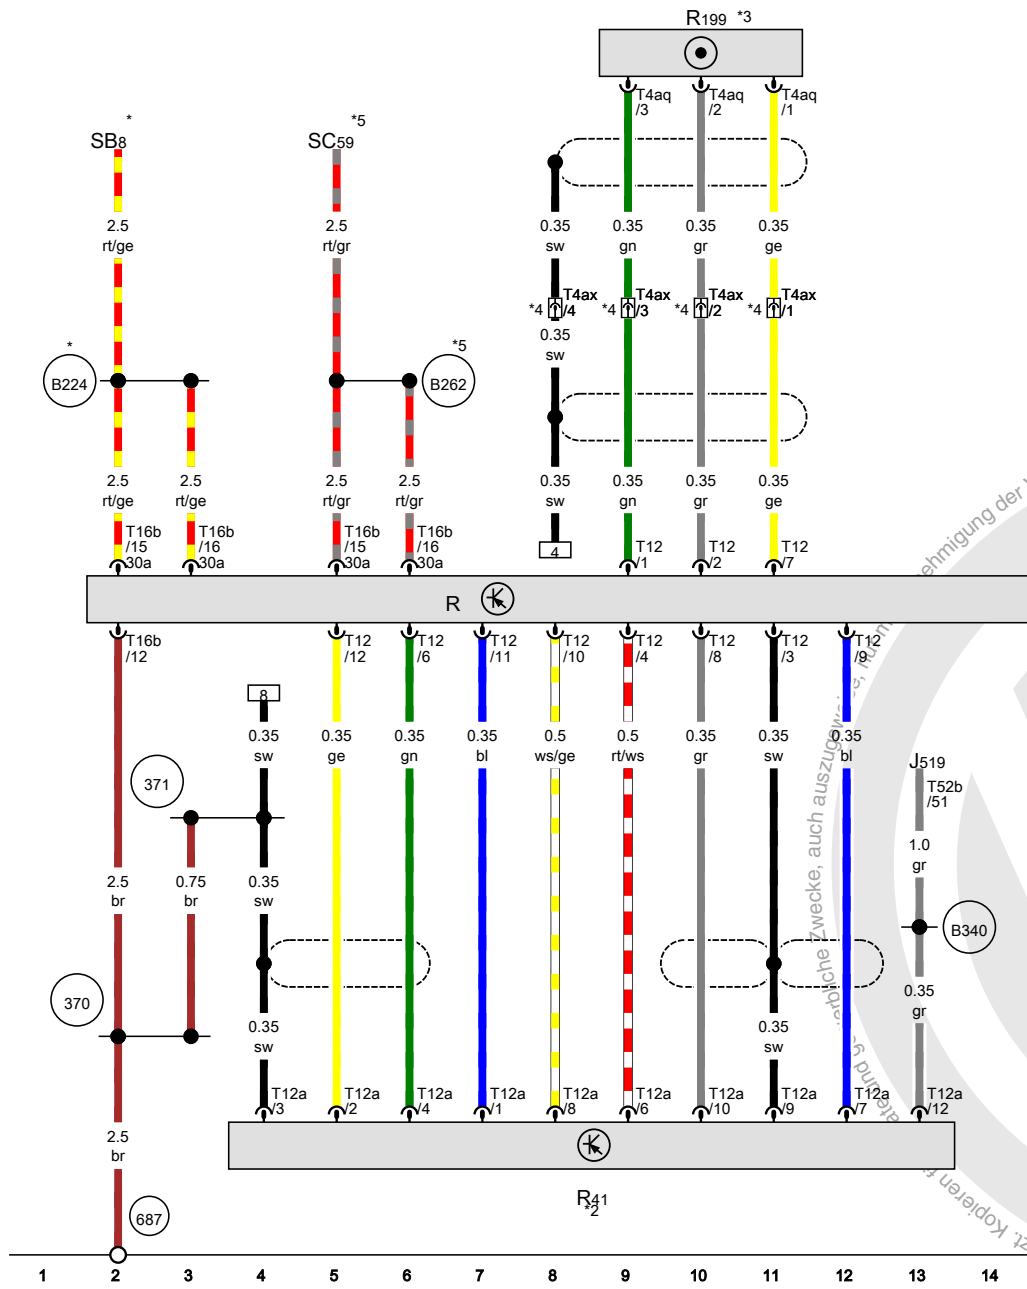 R199 *3
T4aq /3
T4aq /2
T4aq /1
*
SB8
*5
SC59
2.5 rt/ge
2.5 rt/gr
0.35 sw
0.35 gn
0.35 gr
0.35 ge
*4 T4ax /4
*4 T4ax /3
*4 T4ax /2
*4 T4ax /1
0.35 sw
*
B224
*5
B262
2.5 rt/ge
2.5 rt/ge
2.5 rt/gr
2.5 rt/gr
0.35 sw
0.35 gn
0.35 gr
0.35 ge
T16b /15 30a
T16b /16 30a
T16b /15 30a
T16b /16 30a
4
T12 /1
T12 /2
T12 /7
R
T16b /12
T12 /12
T12 /6
T12 /11
T12 /10
T12 /4
T12 /8
T12 /3
T12 /9
8
0.35 sw
0.35 ge
0.35 gn
0.35 bl
0.5 ws/ge
0.5 rt/ws
0.35 gr
0.35 sw
0.35 bl
J519
T52b /51
371
1.0 gr
2.5 br
0.75 br
0.35 sw
B340
370
0.35 gr
0.35 sw
0.35 sw
T12a /3
T12a /2
T12a /4
T12a /1
T12a /8
T12a /6
T12a /10
T12a /9
T12a /7
T12a /12
2.5 br
R41
*2
687
1 2 3 4 5 6 7 8 9 10 11 12 13 14
Zwecke, auch auszugsweise,
zt. Kopieren